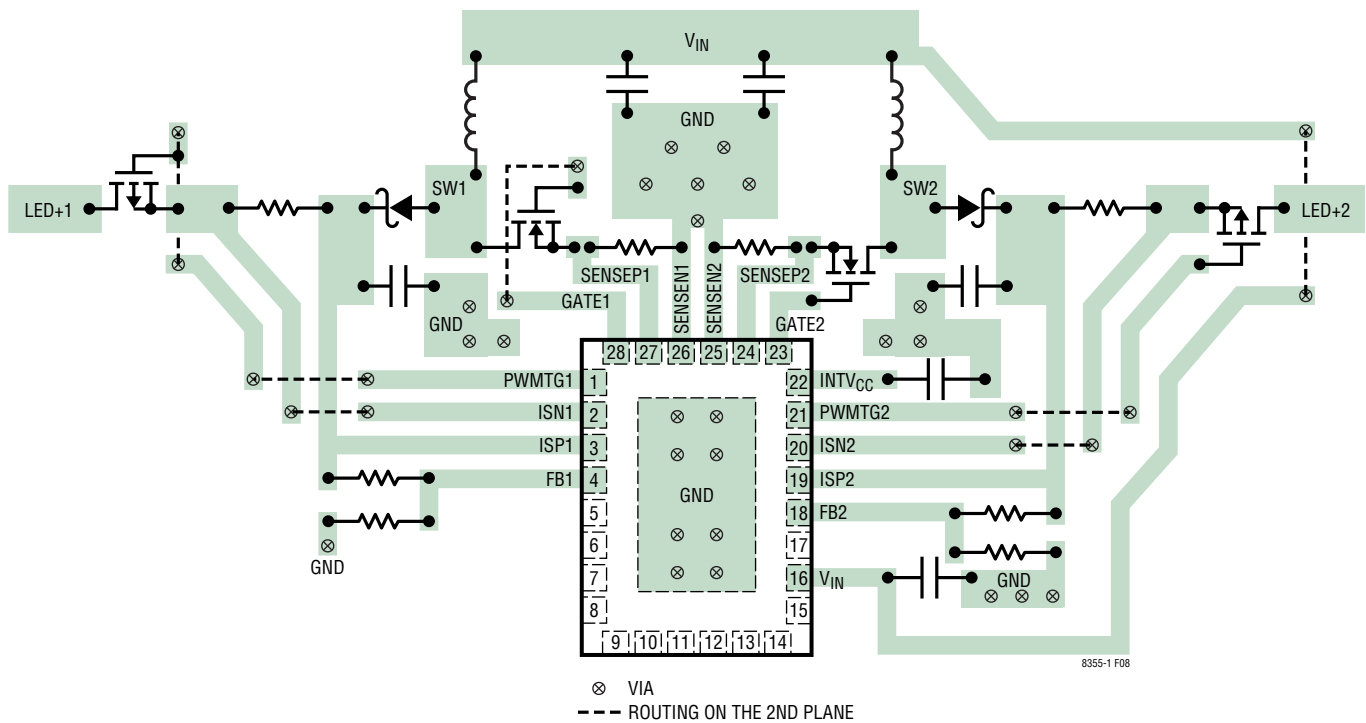 V_IN
GND
LED+1
SW1
SW2
LED+2
SENSEP1
SENSEN1
SENSEN2
SENSEP2
GATE1
GND
GATE2
28 27 26 25 24 23
PWMTG1 1
22 INTV_CC
ISN1 2
21 PWMTG2
ISP1 3
20 ISN2
FB1 4
19 ISP2
GND
5
18 FB2
6
17
GND
7
16 V_IN
GND
8
15
9 10 11 12 13 14
8355-1 F08
VIA
ROUTING ON THE 2ND PLANE